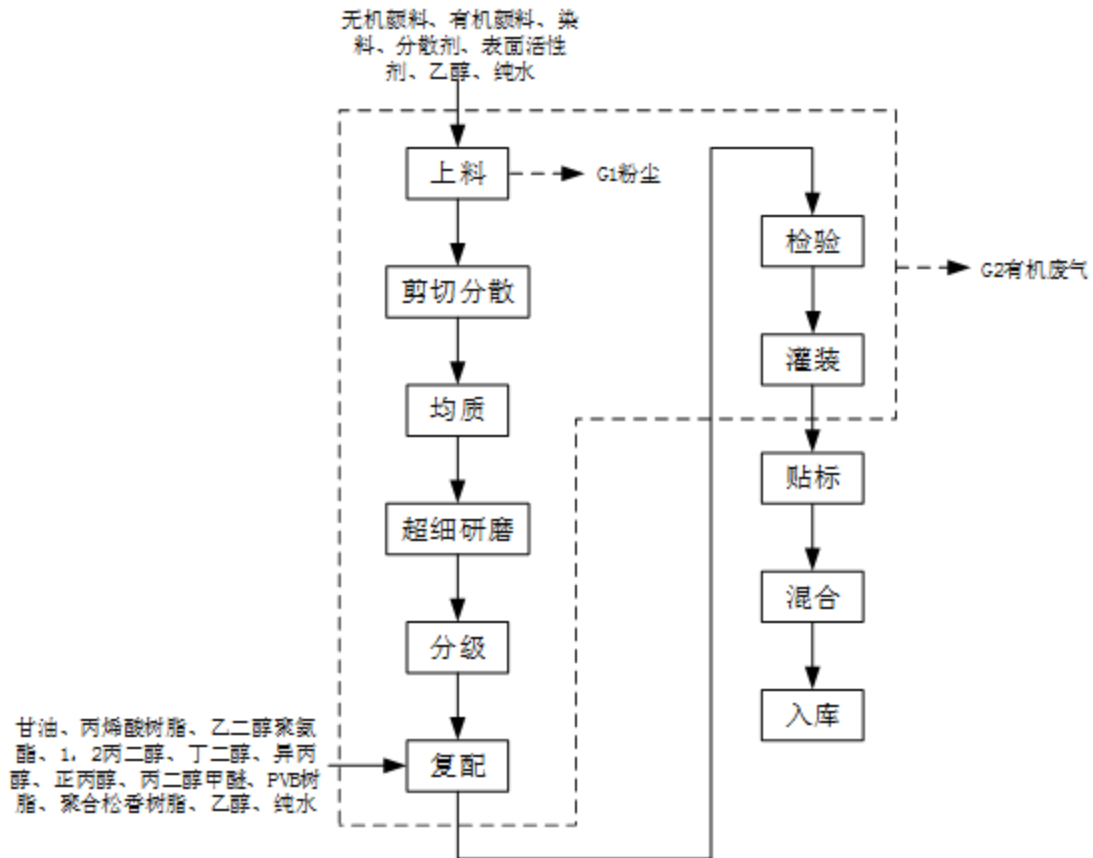 无机颜料、有机颜料、染
料、分散剂、表面活性
剂、乙醇、纯水
上料
G1粉尘
剪切分散
均质
超细研磨
分级
甘油、丙烯酸树脂、乙二醇聚氨
酯、1，2丙二醇、丁二醇、异丙
醇、正丙醇、丙二醇甲醚、PVB树
脂、聚合松香树脂、乙醇、纯水
复配
检验
G2有机废气
灌装
贴标
混合
入库